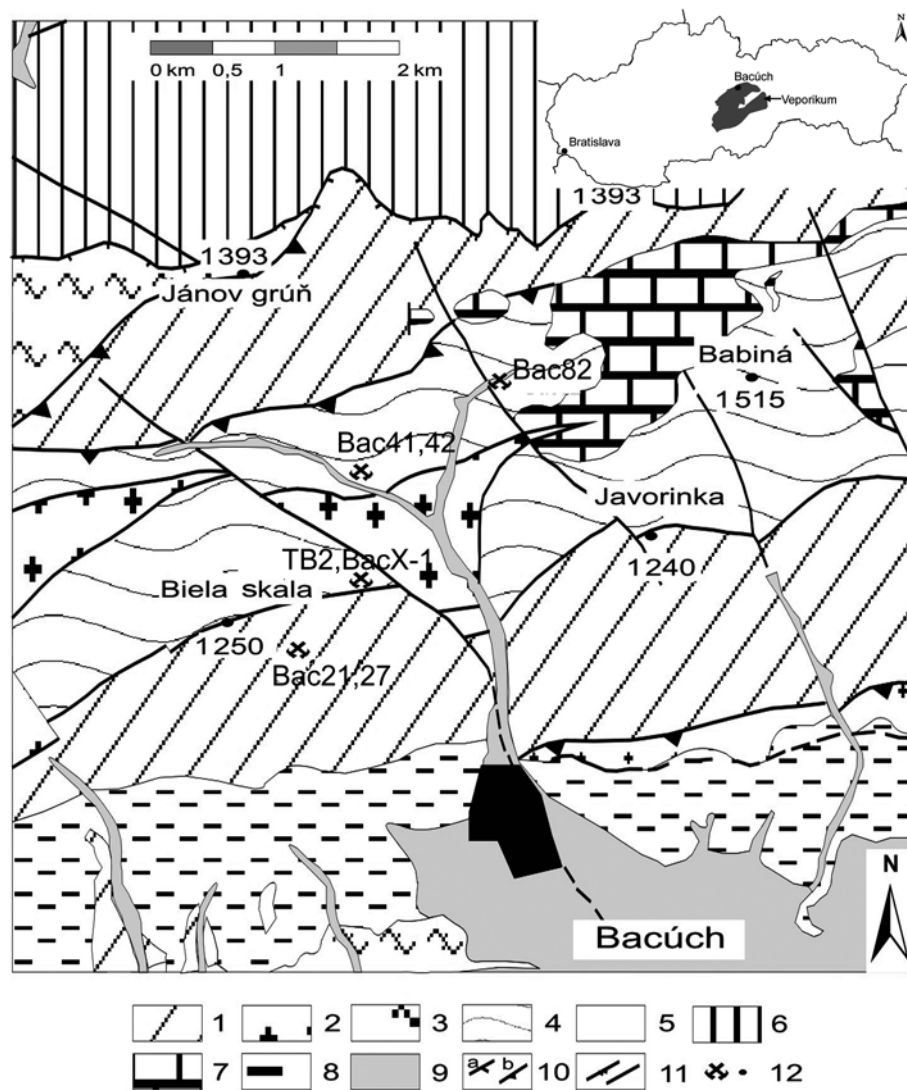 N
Bacúch
Veporikum
Bratislava
0 km 0,5 1 2 km
1393
1393
Jánov grúň
Babiná
1515
Bac82
Bac41,42
Javorinka
1240
TB2,BacX-1
Biela skala
1250
Bac21;27
N
Bacúch
1 2 3 4 5 6
7 8 9 a b 10 11 12